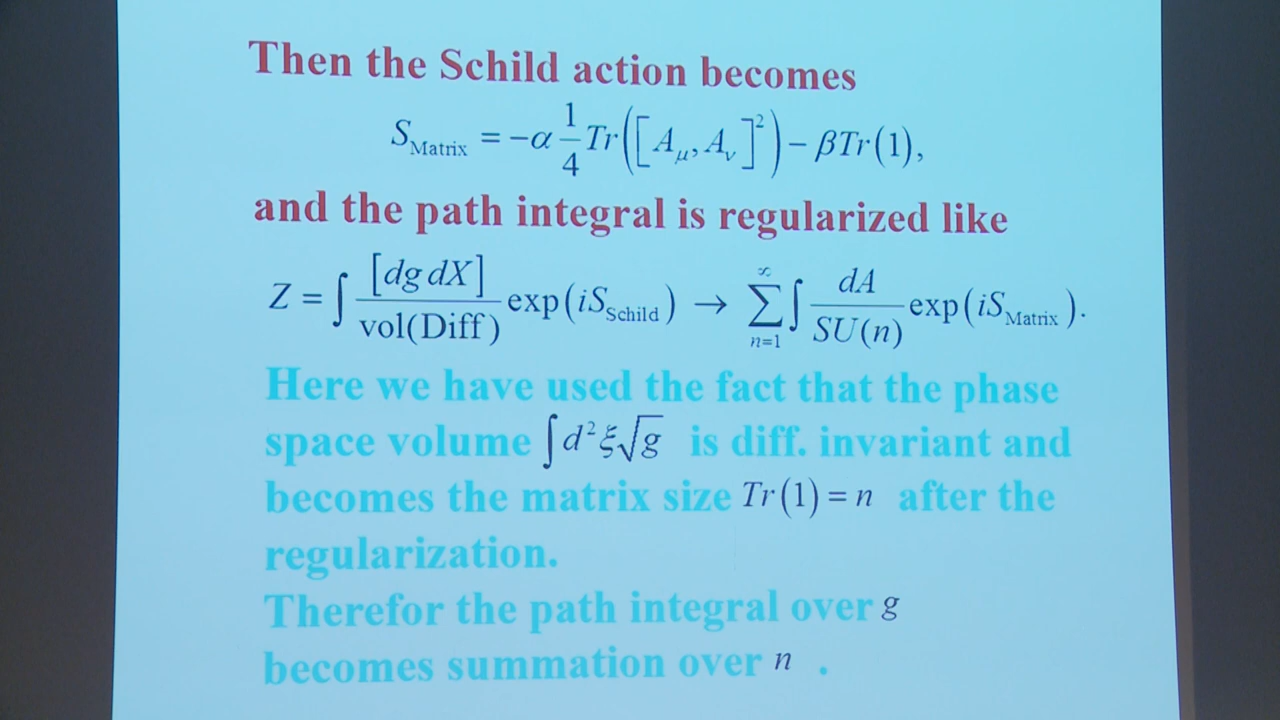 Then the Schild action becomes
S_Matrix = −α 1/4 Tr([A_μ, A_ν]²) − βTr(1),
and the path integral is regularized like
Z = ∫ [dg dX] / vol(Diff) exp(iS_Schild) → ∑_{n=1}^{∞} ∫ dA / SU(n) exp(iS_Matrix).
Here we have used the fact that the phase
space volume ∫d²ξ√g is diff. invariant and
becomes the matrix size Tr(1) = n after the
regularization.
Therefor the path integral over g
becomes summation over n .